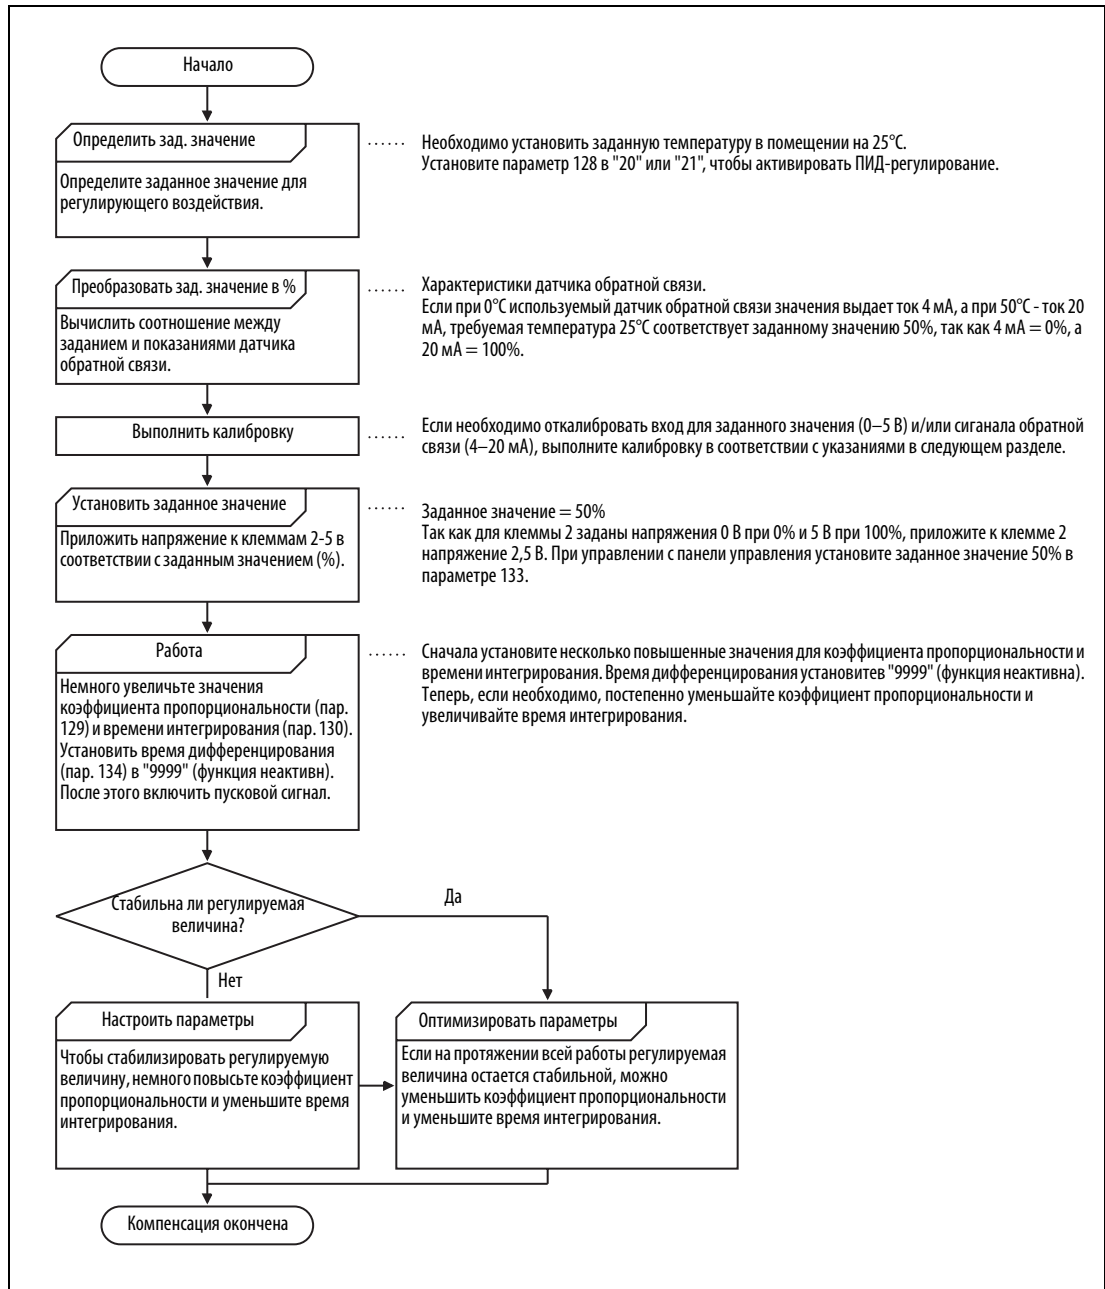 Начало
Определить зад. значение
Определите заданное значение для
регулирующего воздействия.
...... Необходимо установить заданную температуру в помещении на 25°C.
Установите параметр 128 в "20" или "21", чтобы активировать ПИД-регулирование.
Преобразовать зад. значение в %
Вычислить соотношение между
заданием и показаниями датчика
обратной связи.
...... Характеристики датчика обратной связи.
Если при 0°C используемый датчик обратной связи значения выдает ток 4 мА, а при 50°C - ток 20
мА, требуемая температура 25°C соответствует заданному значению 50%, так как 4 мА = 0%, а
20 мА = 100%.
Выполнить калибровку
...... Если необходимо откалибровать вход для заданного значения (0–5 В) и/или сиганала обратной
связи (4–20 мА), выполните калибровку в соответствии с указаниями в следующем разделе.
Установить заданное значение
Приложить напряжение к клеммам 2-5 в
соответствии с заданным значением (%).
...... Заданное значение = 50%
Так как для клеммы 2 заданы напряжения 0 В при 0% и 5 В при 100%, приложите к клемме 2
напряжение 2,5 В. При управлении с панели управления установите заданное значение 50% в
параметре 133.
Работа
Немного увеличьте значения
коэффициента пропорциональности (пар.
129) и времени интегрирования (пар. 130).
Установить время дифференцирования
(пар. 134) в "9999" (функция неактивн).
После этого включить пусковой сигнал.
...... Сначала установите несколько повышенные значения для коэффициента пропорциональности и
времени интегрирования. Время дифференцирования установитев "9999" (функция неактивна).
Теперь, если необходимо, постепенно уменьшайте коэффициент пропорциональности и
увеличивайте время интегрирования.
Стабильна ли регулируемая
величина?
Да
Нет
Настроить параметры
Чтобы стабилизировать регулируемую
величину, немного повысьте коэффициент
пропорциональности и уменьшите время
интегрирования.
Оптимизировать параметры
Если на протяжении всей работы регулируемая
величина остается стабильной, можно
уменьшить коэффициент пропорциональности
и уменьшите время интегрирования.
Компенсация окончена